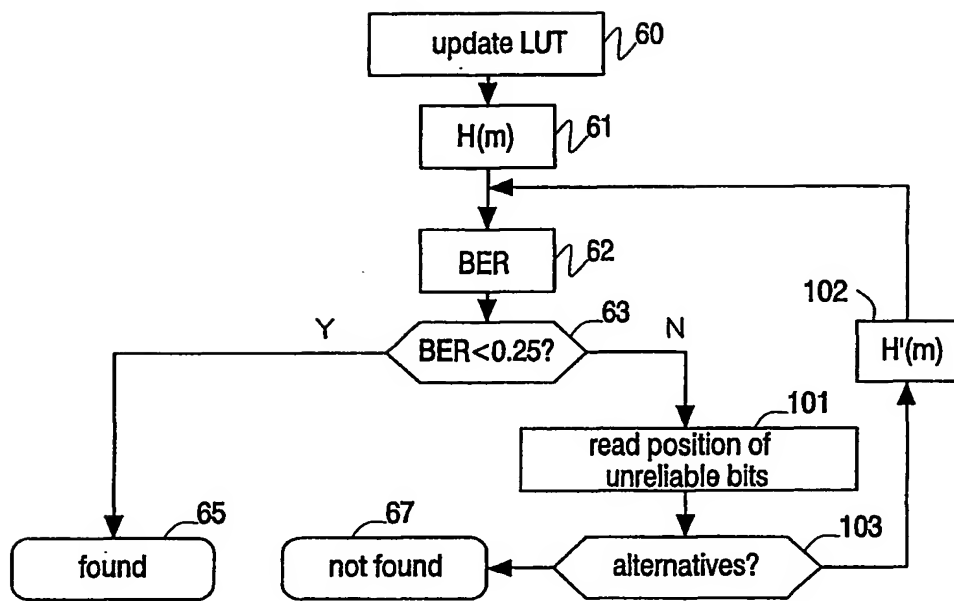 update LUT
60
H(m)
61
BER
62
BER<0.25?
63
Y
N
102
H'(m)
101
read position of
unreliable bits
65
found
67
not found
alternatives?
103